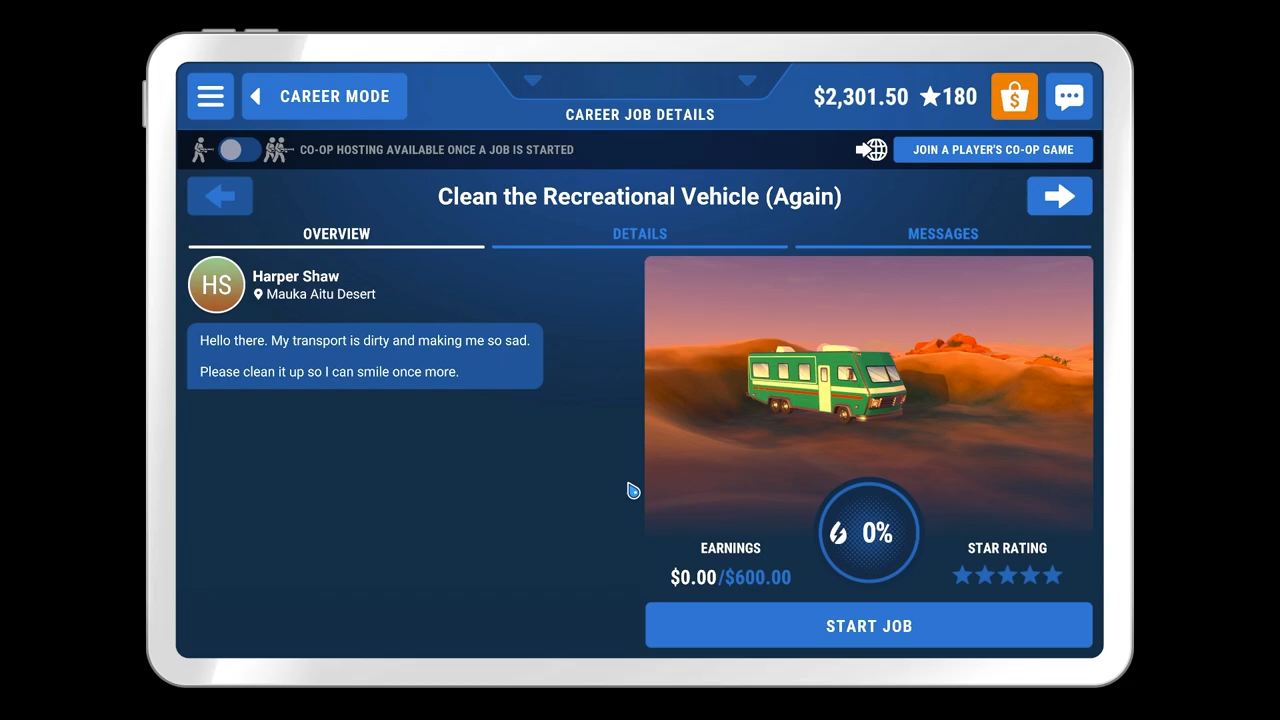 CAREER MODE
CAREER JOB DETAILS
$2,301.50 ★180
CO-OP HOSTING AVAILABLE ONCE A JOB IS STARTED
JOIN A PLAYER'S CO-OP GAME
Clean the Recreational Vehicle (Again)
OVERVIEW
DETAILS
MESSAGES
HS
Harper Shaw
Mauka Aitu Desert
Hello there. My transport is dirty and making me so sad.
Please clean it up so I can smile once more.
0%
EARNINGS
STAR RATING
$0.00/$600.00
START JOB